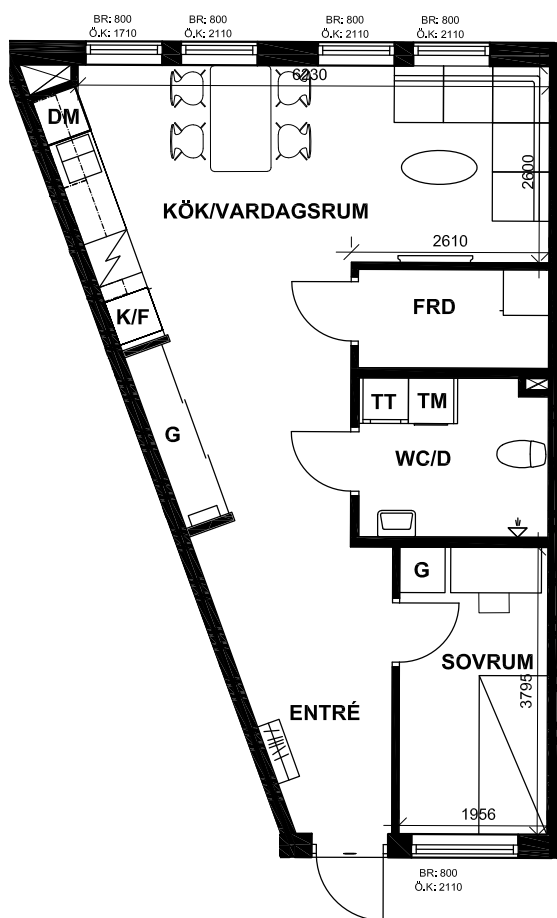 BR: 800
Ö.K: 1710
BR: 800
Ö.K: 2110
BR: 800
Ö.K: 2110
BR: 800
Ö.K: 2110
6230
DM
2600
KÖK/VARDAGSRUM
2610
FRD
K/F
TT
TM
G
WC/D
G
SOVRUM
3795
ENTRÉ
1956
BR: 800
Ö.K: 2110